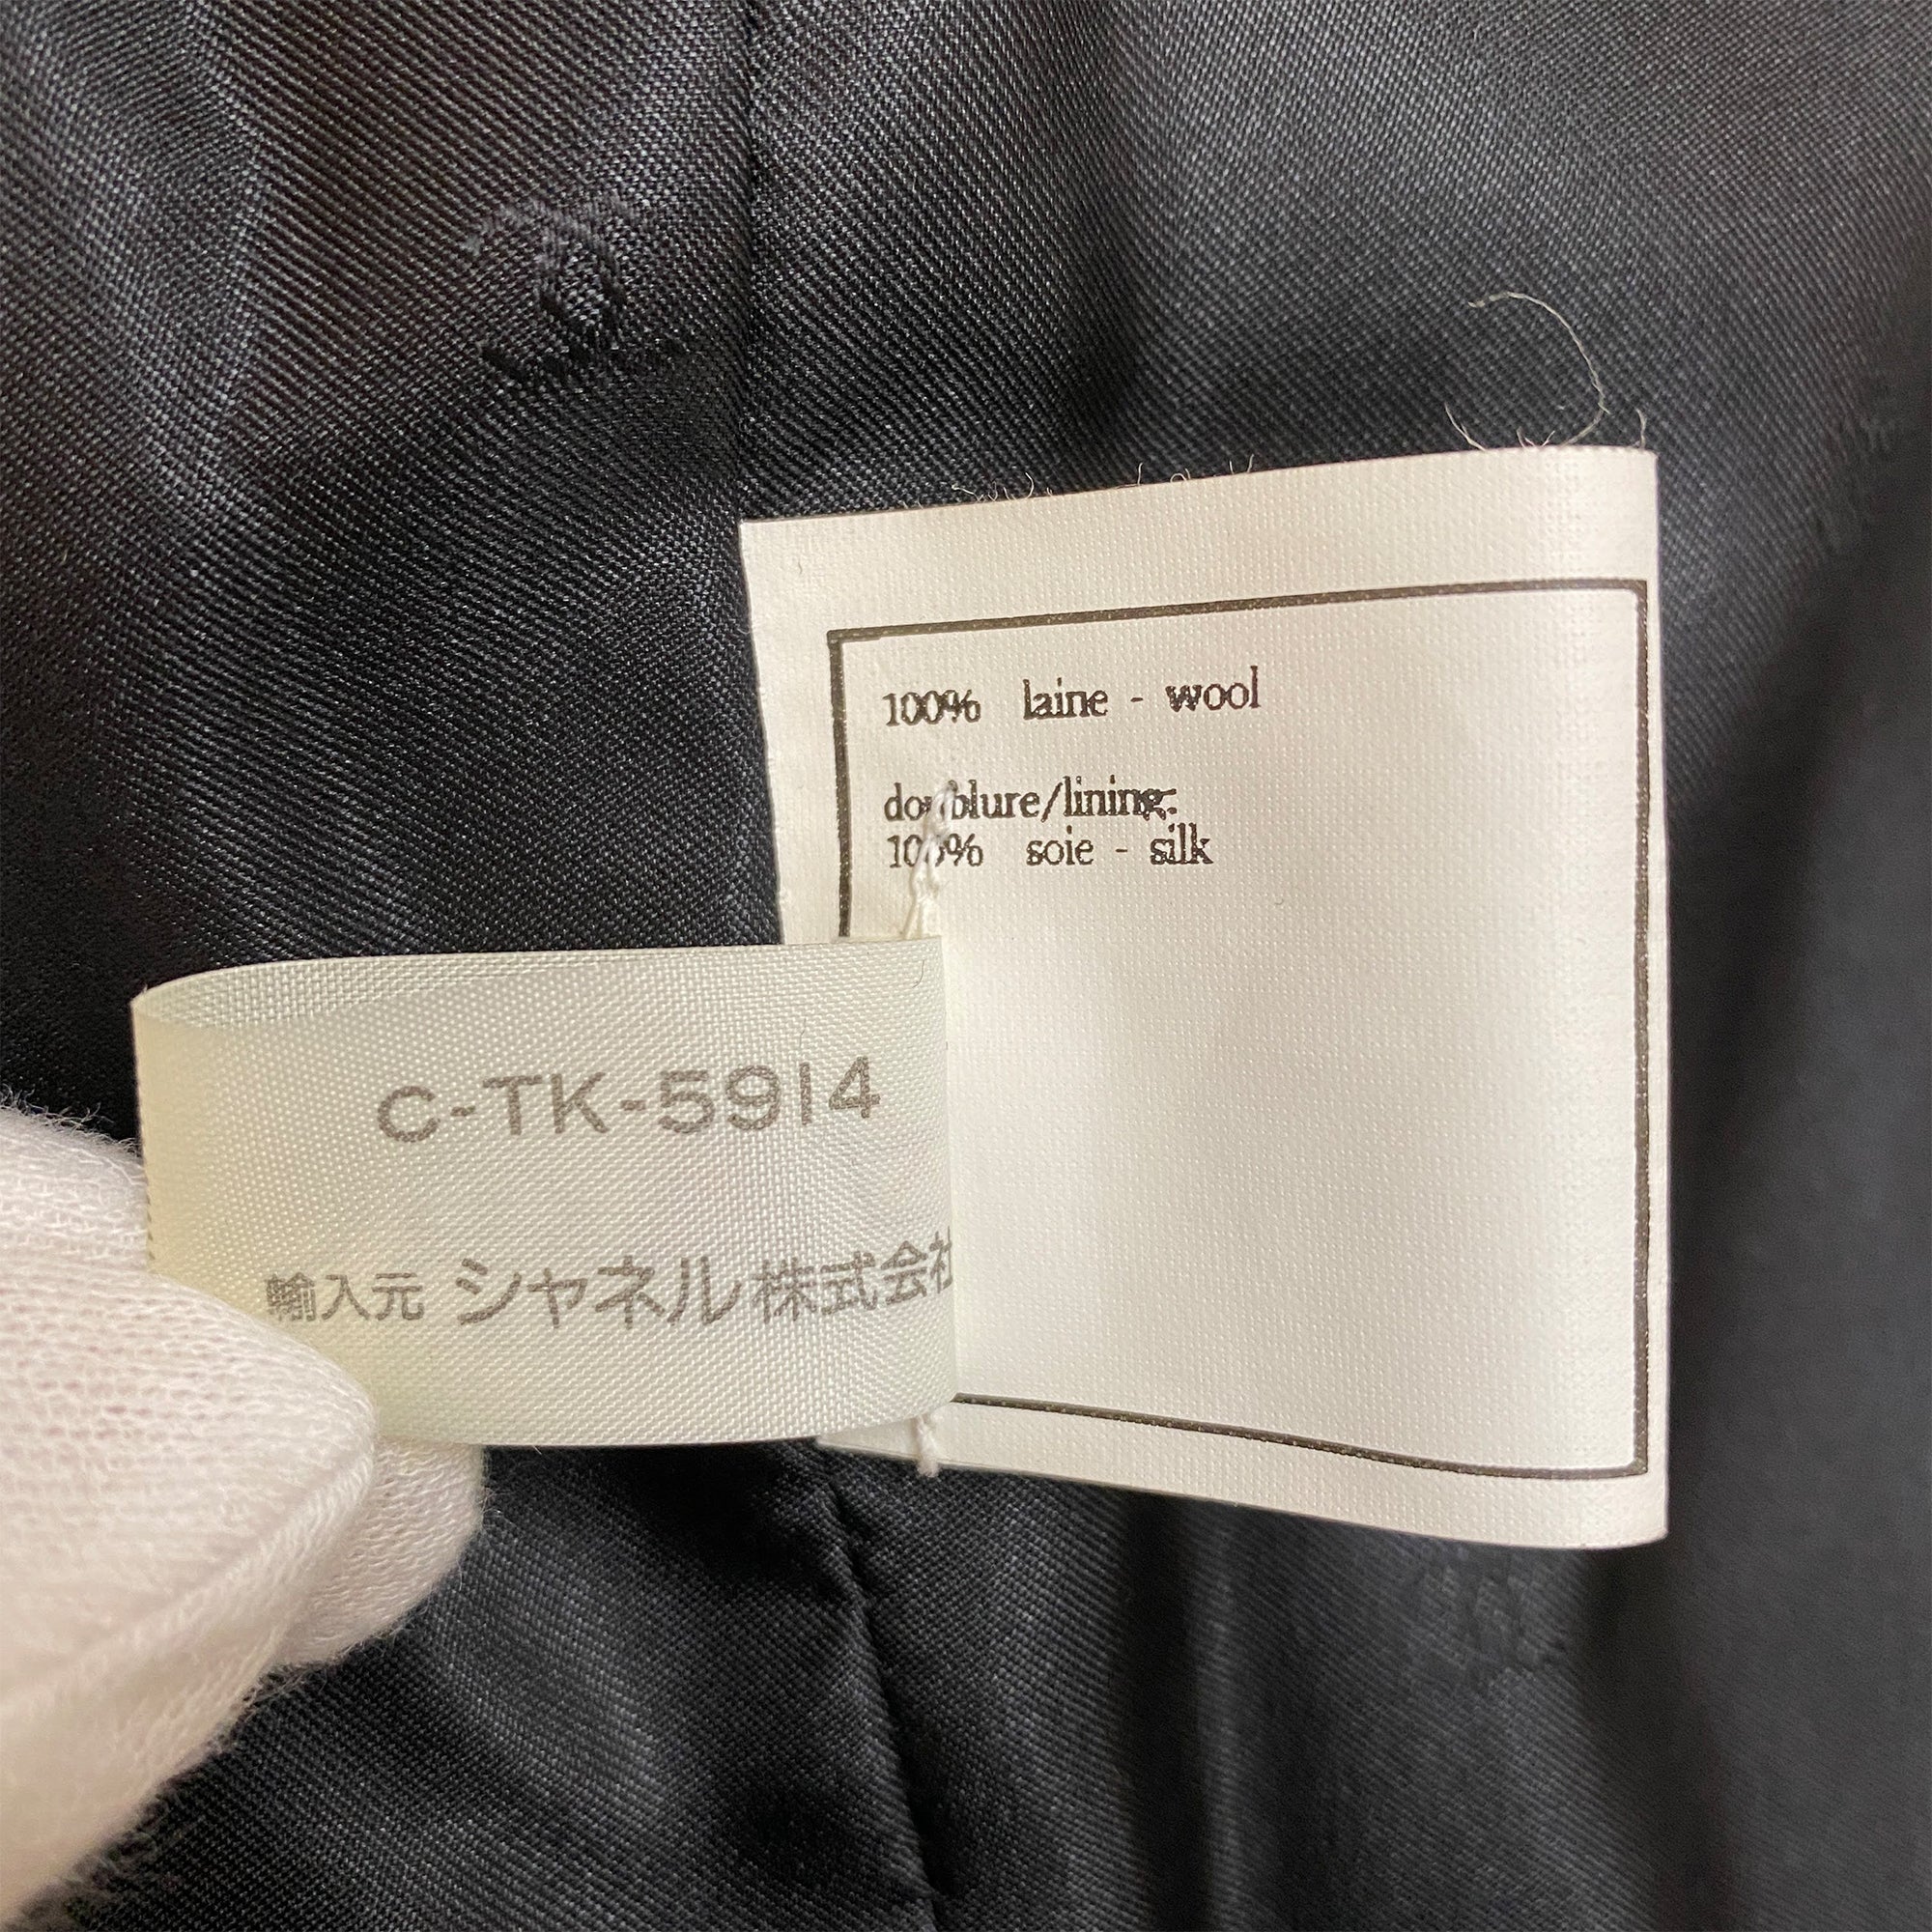 100% laine - wool
doublure/lining:
100% soie - silk
C-TK-5914
輸入元 シャネル株式会社